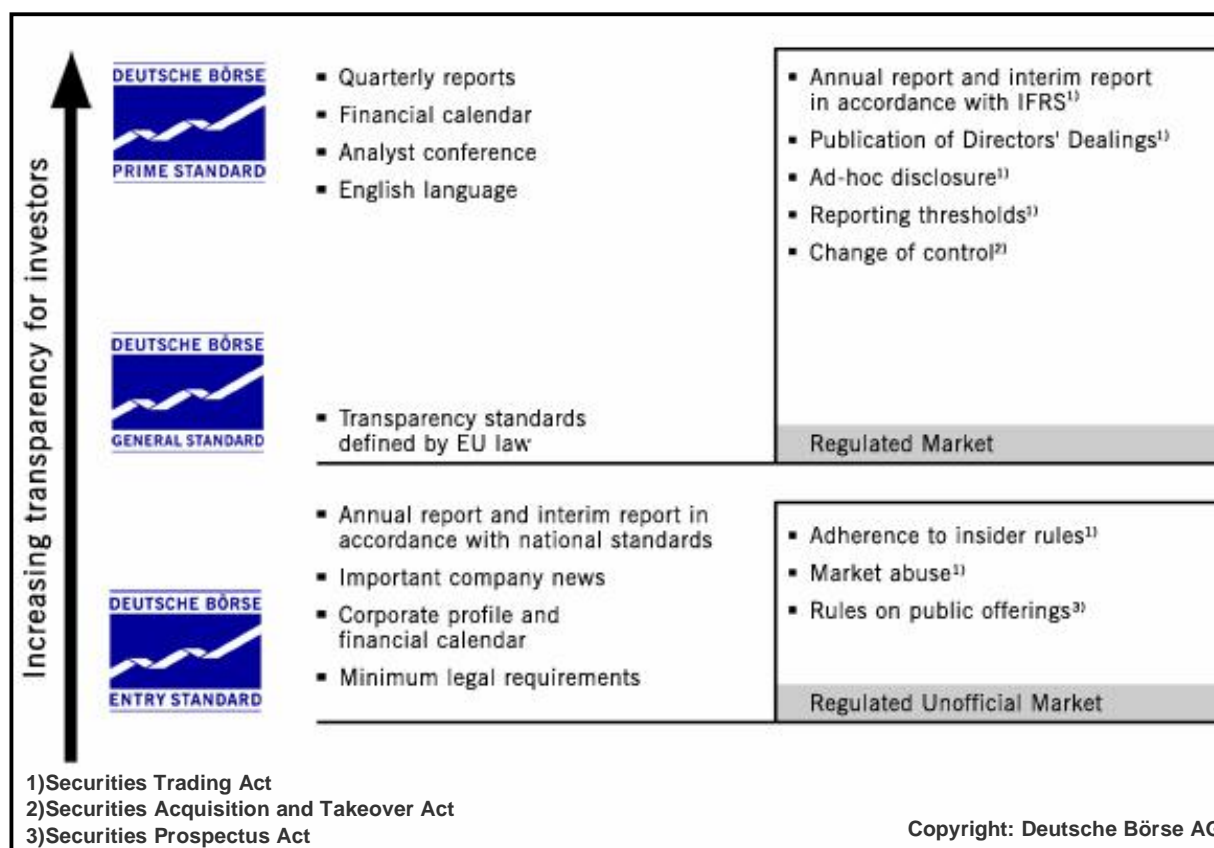 Increasing transparency for investors
DEUTSCHE BÖRSE
PRIME STANDARD
▪ Quarterly reports
▪ Financial calendar
▪ Analyst conference
▪ English language
▪ Annual report and interim report
in accordance with IFRS¹⁾
▪ Publication of Directors' Dealings¹⁾
▪ Ad-hoc disclosure¹⁾
▪ Reporting thresholds¹⁾
▪ Change of control²⁾
DEUTSCHE BÖRSE
GENERAL STANDARD
▪ Transparency standards
defined by EU law
Regulated Market
DEUTSCHE BÖRSE
ENTRY STANDARD
▪ Annual report and interim report in
accordance with national standards
▪ Important company news
▪ Corporate profile and
financial calendar
▪ Minimum legal requirements
▪ Adherence to insider rules¹⁾
▪ Market abuse¹⁾
▪ Rules on public offerings³⁾
Regulated Unofficial Market
1)Securities Trading Act
2)Securities Acquisition and Takeover Act
3)Securities Prospectus Act
Copyright: Deutsche Börse AG